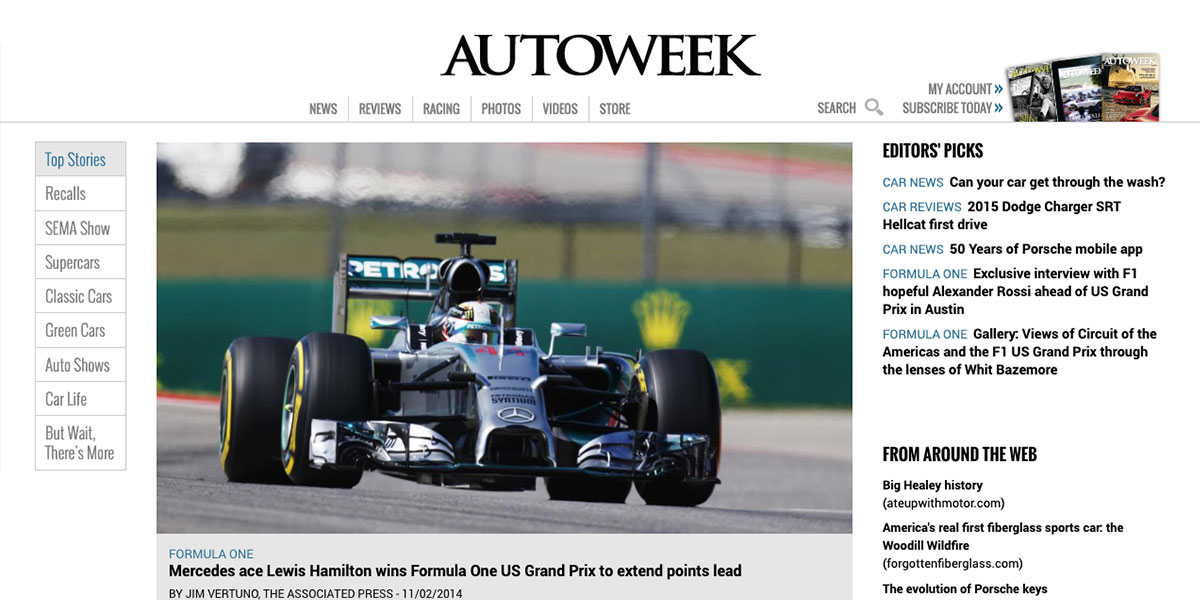 AUTOWEEK
NEWS
REVIEWS
RACING
PHOTOS
VIDEOS
STORE
SEARCH
MY ACCOUNT »
SUBSCRIBE TODAY »
AUTOWEEK
Top Stories
Recalls
SEMA Show
Supercars
Classic Cars
Green Cars
Auto Shows
Car Life
But Wait,
There's More
PETRONAS
44
PIRELLI
PETRONAS
SYNTIUM
FORMULA ONE
Mercedes ace Lewis Hamilton wins Formula One US Grand Prix to extend points lead
BY JIM VERTUNO, THE ASSOCIATED PRESS - 11/02/2014
EDITORS' PICKS
CAR NEWS Can your car get through the wash?
CAR REVIEWS 2015 Dodge Charger SRT
Hellcat first drive
CAR NEWS 50 Years of Porsche mobile app
FORMULA ONE Exclusive interview with F1
hopeful Alexander Rossi ahead of US Grand
Prix in Austin
FORMULA ONE Gallery: Views of Circuit of the
Americas and the F1 US Grand Prix through
the lenses of Whit Bazemore
FROM AROUND THE WEB
Big Healey history
(ateupwithmotor.com)
America's real first fiberglass sports car: the
Woodill Wildfire
(forgottenfiberglass.com)
The evolution of Porsche keys